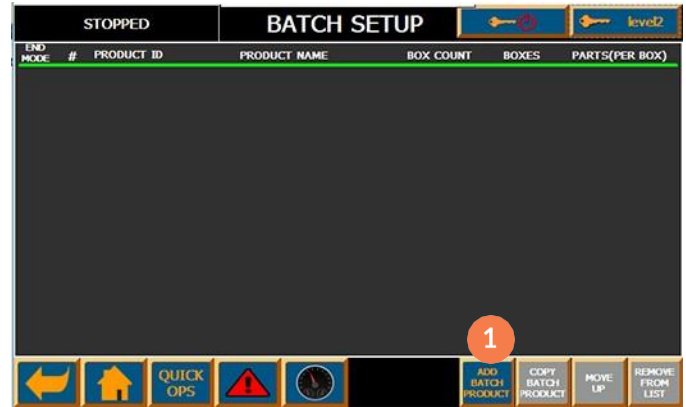 STOPPED
BATCH SETUP
level2
END
MODE
#
PRODUCT ID
PRODUCT NAME
BOX COUNT
BOXES
PARTS(PER BOX)
1
QUICK
OPS
ADD
BATCH
PRODUCT
COPY
BATCH
PRODUCT
MOVE
UP
REMOVE
FROM
LIST